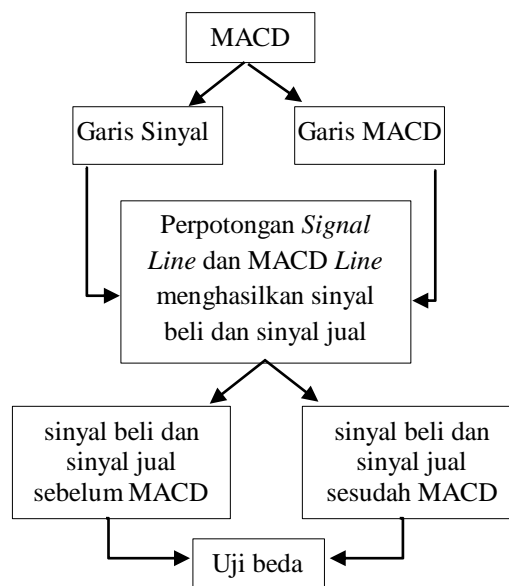 MACD
Garis Sinyal
Garis MACD
Perpotongan Signal
Line dan MACD Line
menghasilkan sinyal
beli dan sinyal jual
sinyal beli dan
sinyal jual
sebelum MACD
sinyal beli dan
sinyal jual
sesudah MACD
Uji beda